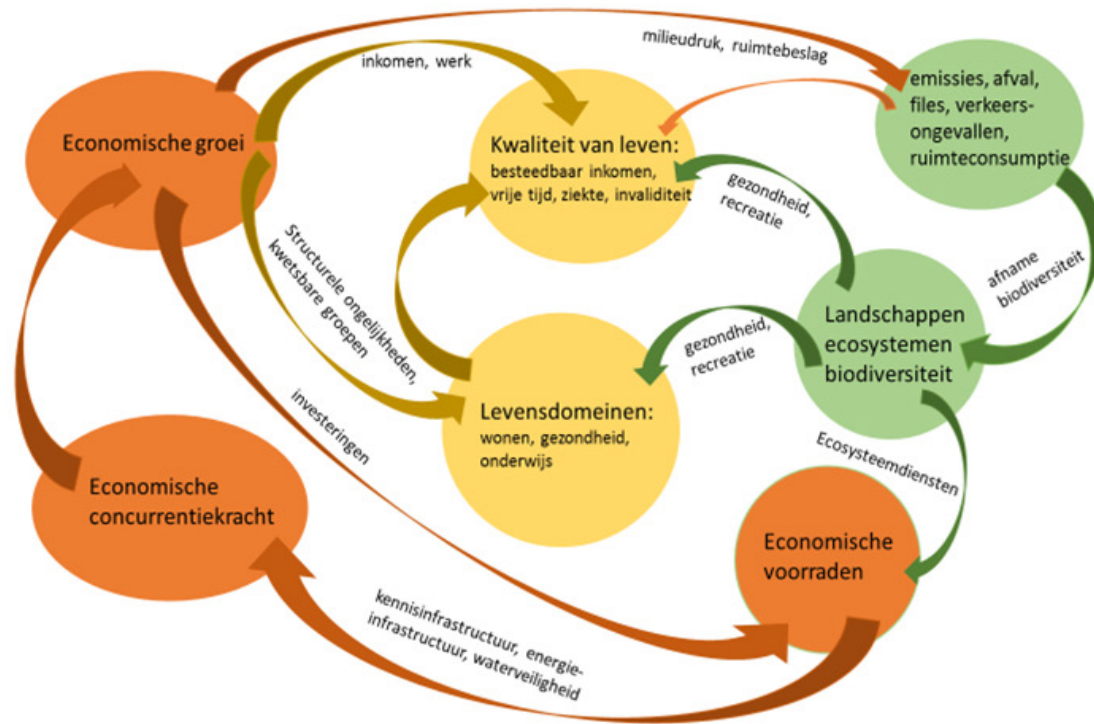 milieudruk, ruimtebeslag
inkomen, werk
emissies, afval,
files, verkeers-
ongevallen,
ruimteconsumptie
Economische groei
Kwaliteit van leven:
besteedbaar inkomen,
vrije tijd, ziekte, invaliditeit
gezondheid,
recreatie
afname
biodiversiteit
Structurele ongelijkheden,
kwetsbare groepen
Landschappen
ecosystemen
biodiversiteit
gezondheid,
recreatie
Levensdomeinen:
wonen, gezondheid,
onderwijs
investeringen
Ecosysteemdiensten
Economische
concurrentiekracht
Economische
voorraden
kennisinfrastructuur, energie-
infrastructuur, waterveiligheid